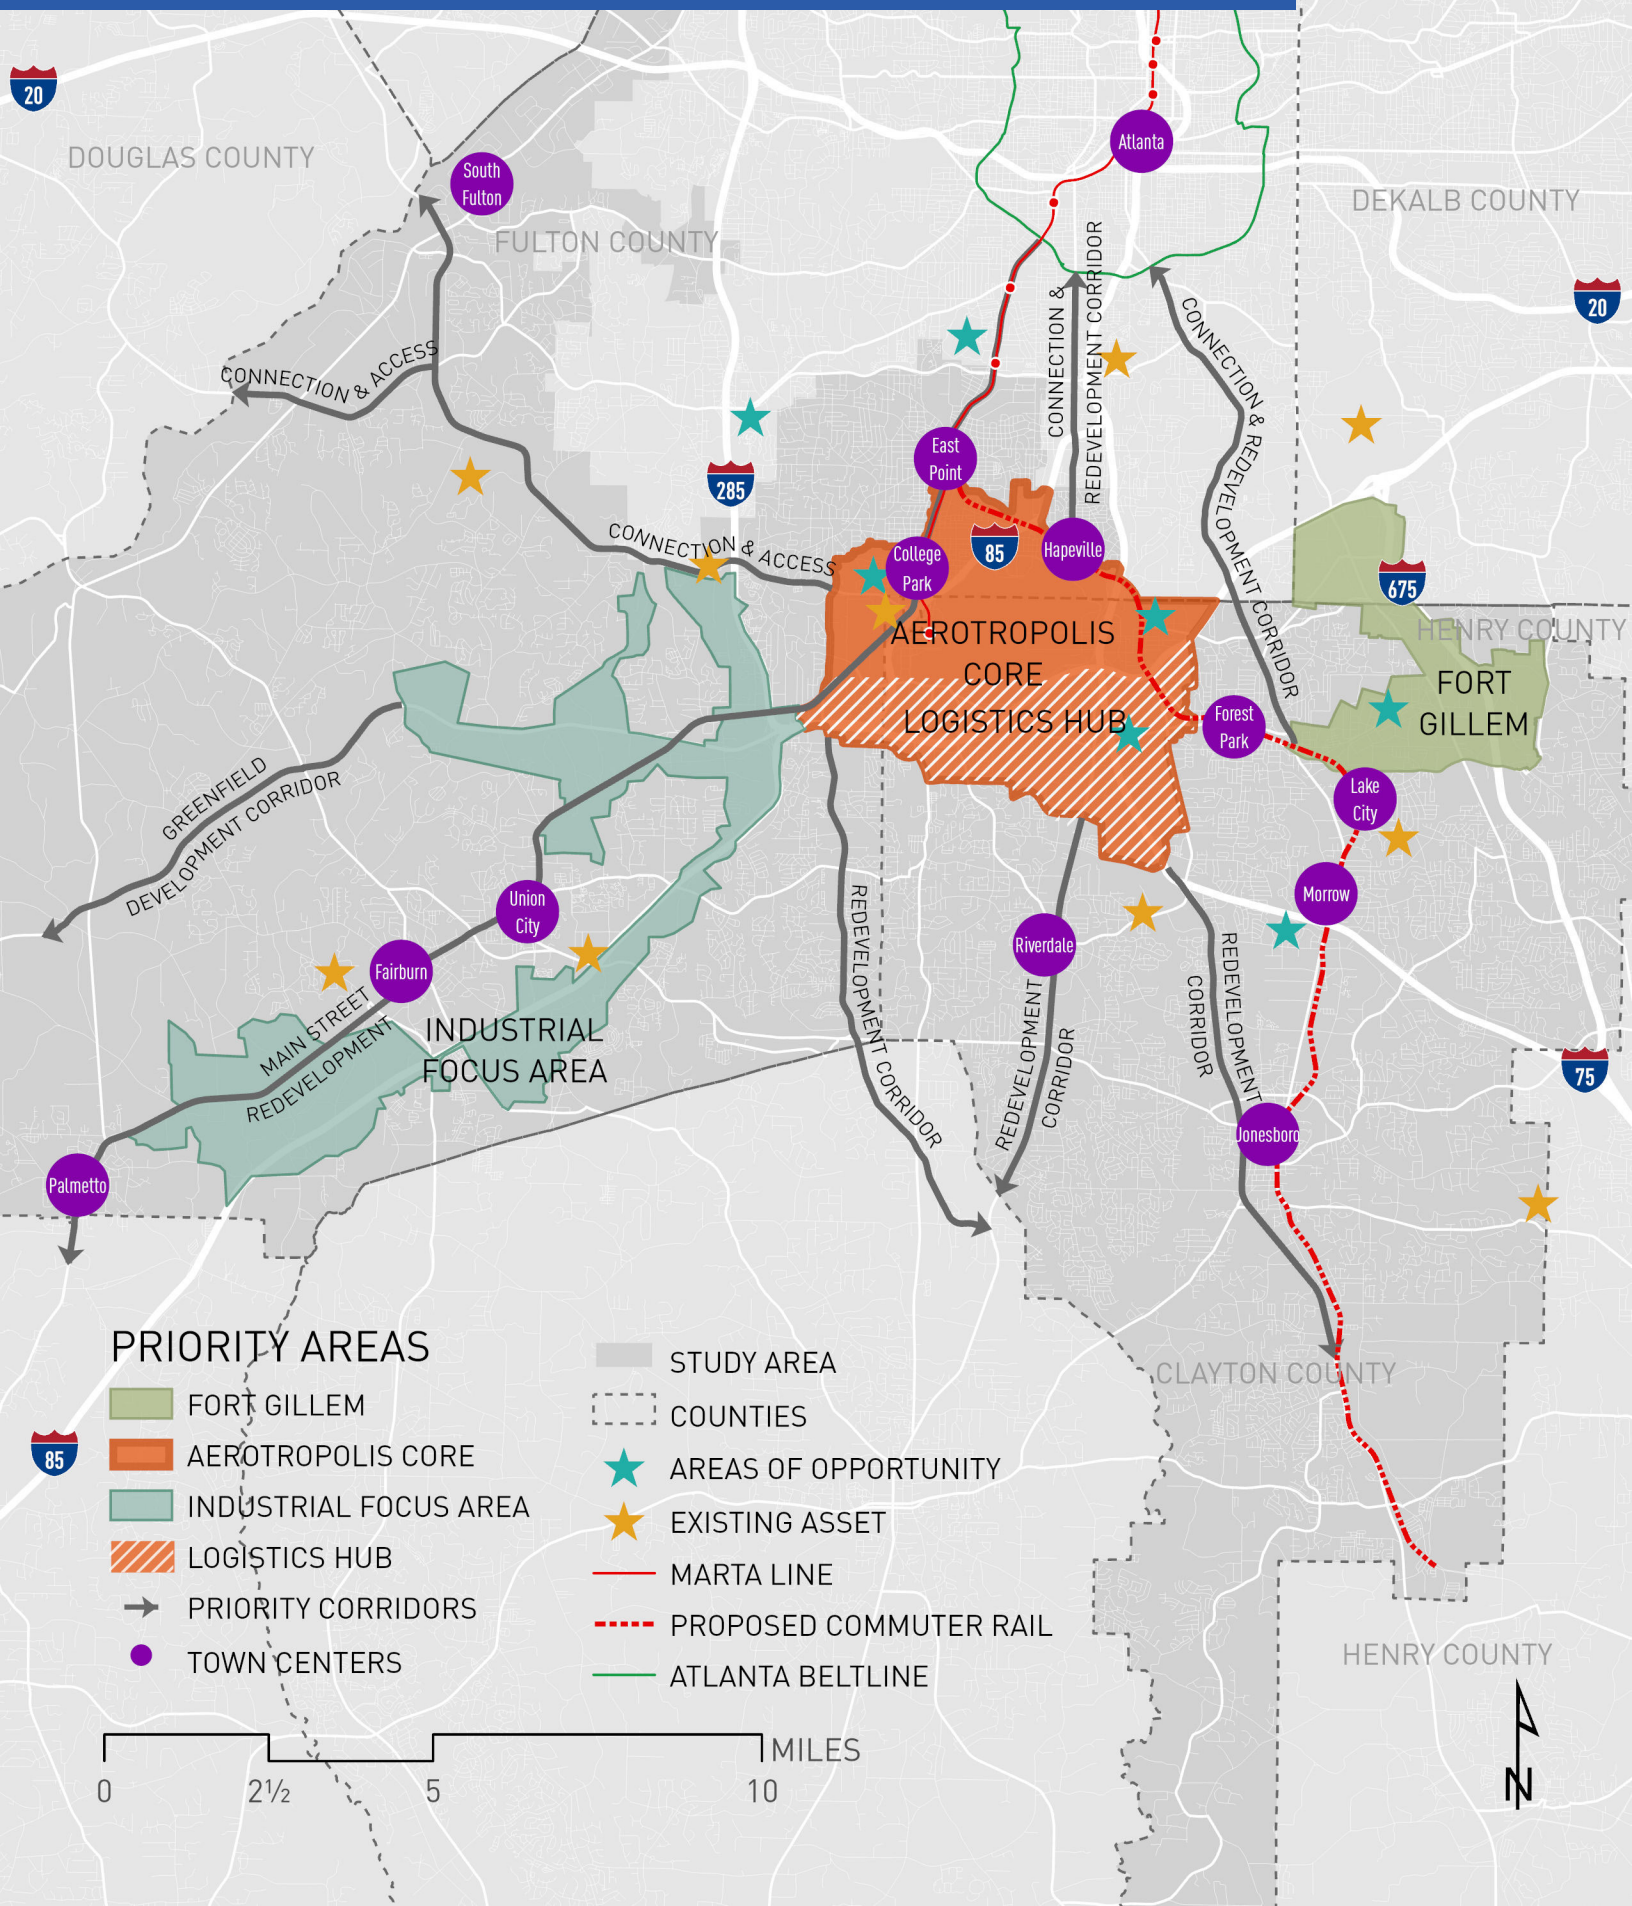 20
DOUGLAS COUNTY
South
Fulton
FULTON COUNTY
Atlanta
DEKALB COUNTY
20
CONNECTION & ACCESS
CONNECTION &
REDEVELOPMENT CORRIDOR
CONNECTION & REDEVELOPMENT CORRIDOR
285
East
Point
CONNECTION & ACCESS
College
Park
85
Hapeville
675
HENRY COUNTY
AEROTROPOLIS
CORE
LOGISTICS HUB
FORT
GILLEM
Forest
Park
Lake
City
GREENFIELD
DEVELOPMENT CORRIDOR
Union
City
Morrow
Riverdale
Fairburn
REDEVELOPMENT CORRIDOR
REDEVELOPMENT
CORRIDOR
REDEVELOPMENT
CORRIDOR
MAIN STREET
REDEVELOPMENT
INDUSTRIAL
FOCUS AREA
75
Jonesboro
Palmetto
CLAYTON COUNTY
85
PRIORITY AREAS
FORT GILLEM
AEROTROPOLIS CORE
INDUSTRIAL FOCUS AREA
LOGISTICS HUB
PRIORITY CORRIDORS
TOWN CENTERS
STUDY AREA
COUNTIES
AREAS OF OPPORTUNITY
EXISTING ASSET
MARTA LINE
PROPOSED COMMUTER RAIL
ATLANTA BELTLINE
HENRY COUNTY
MILES
0
2½
5
10
N